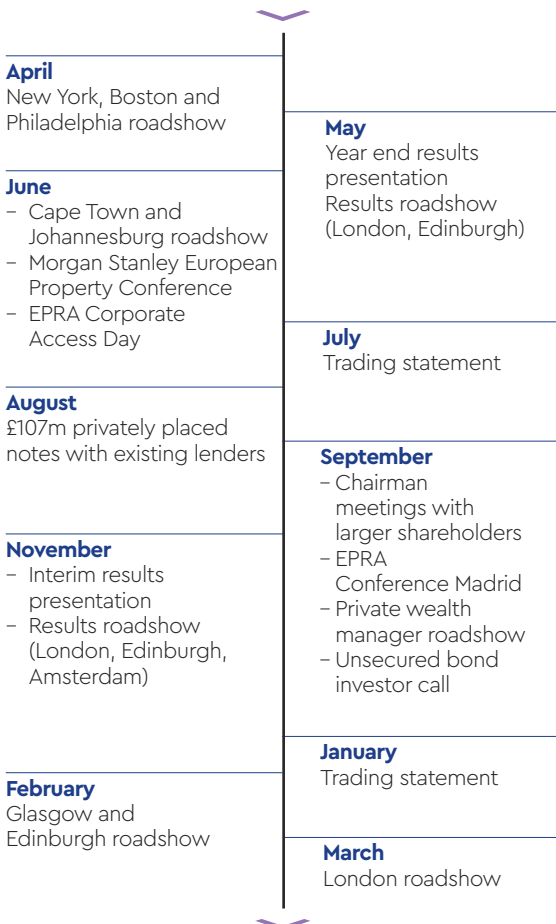 April
New York, Boston and
Philadelphia roadshow
May
Year end results
presentation
Results roadshow
(London, Edinburgh)
June
– Cape Town and
Johannesburg roadshow
– Morgan Stanley European
Property Conference
– EPRA Corporate
Access Day
July
Trading statement
August
£107m privately placed
notes with existing lenders
September
– Chairman
meetings with
larger shareholders
– EPRA
Conference Madrid
– Private wealth
manager roadshow
– Unsecured bond
investor call
November
– Interim results
presentation
– Results roadshow
(London, Edinburgh,
Amsterdam)
January
Trading statement
February
Glasgow and
Edinburgh roadshow
March
London roadshow